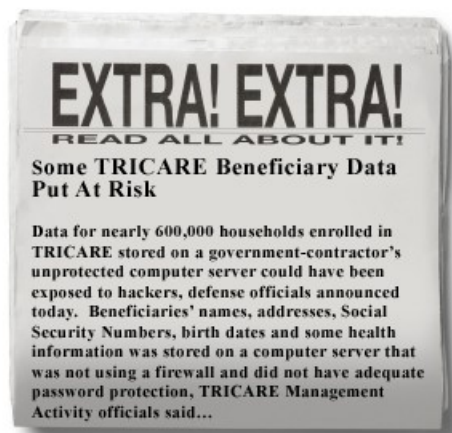 EXTRA! EXTRA!
READ ALL ABOUT IT!
Some TRICARE Beneficiary Data
Put At Risk
Data for nearly 600,000 households enrolled in
TRICARE stored on a government-contractor's
unprotected computer server could have been
exposed to hackers, defense officials announced
today. Beneficiaries' names, addresses, Social
Security Numbers, birth dates and some health
information was stored on a computer server that
was not using a firewall and did not have adequate
password protection, TRICARE Management
Activity officials said...